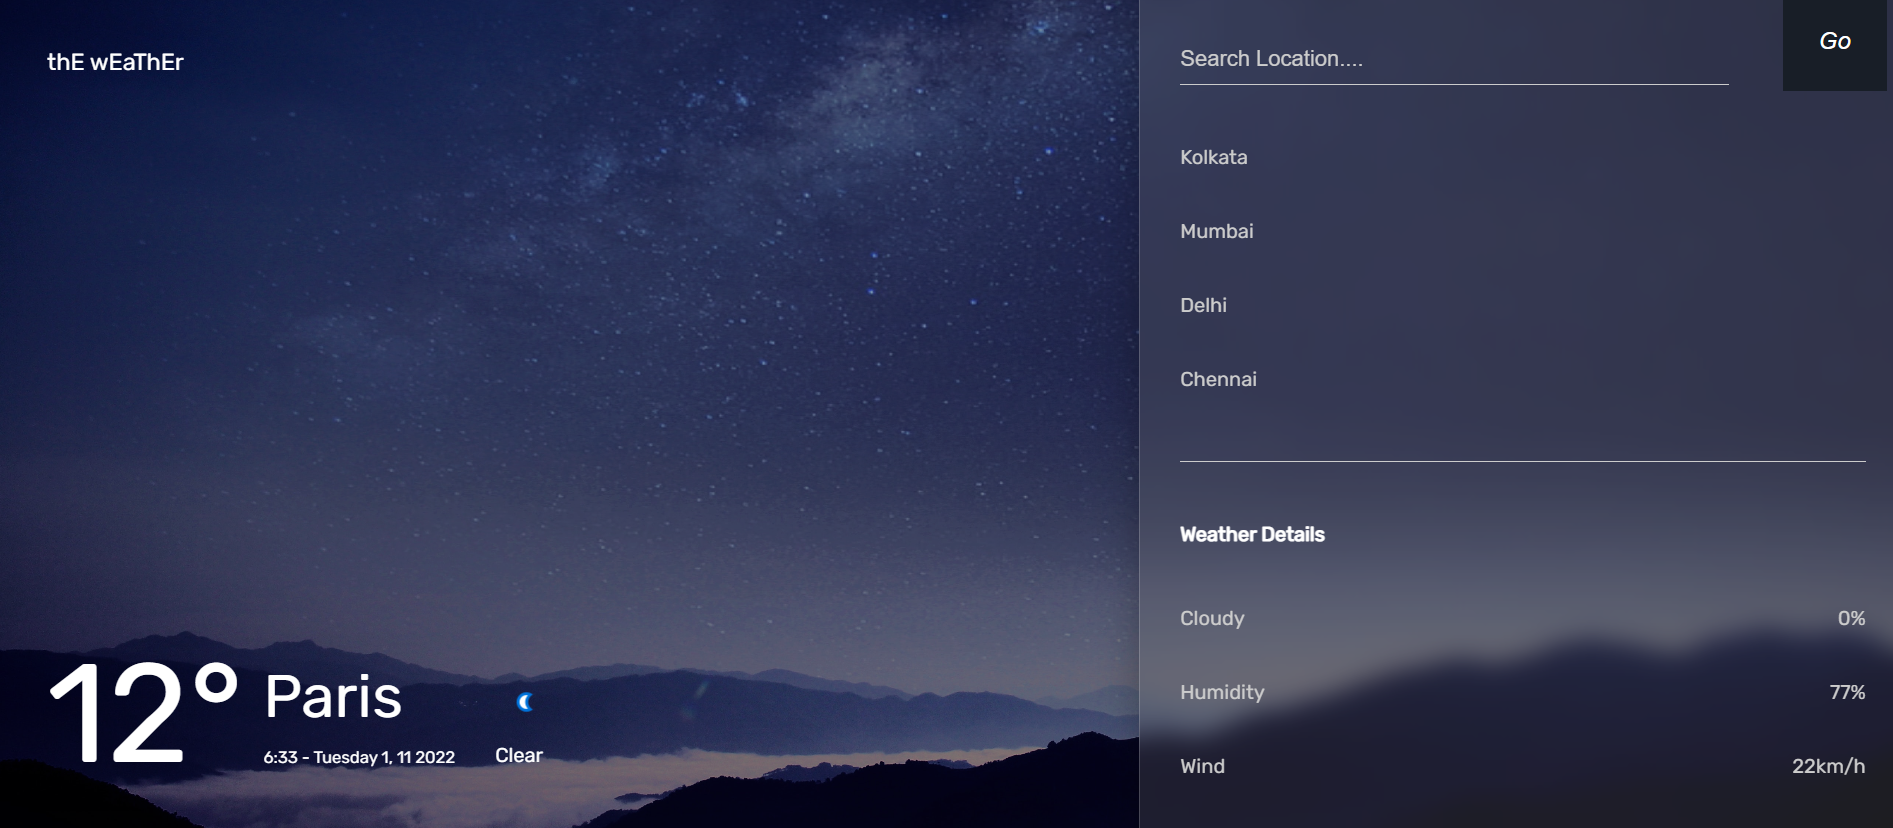 thE wEaThEr
12°
Paris
6:33 - Tuesday 1, 11 2022
Clear
Search Location....
Go
Kolkata
Mumbai
Delhi
Chennai
Weather Details
Cloudy 0%
Humidity 77%
Wind 22km/h